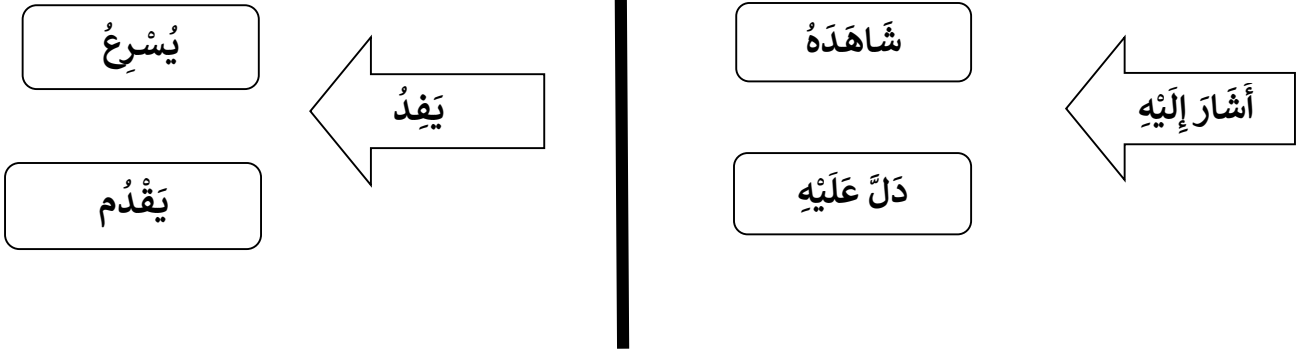 أَشَارَ إِلَيْهِ
شَاهَدَهُ
دَلَّ عَلَيْهِ
يَفِدُ
يُسْرِعُ
يَقْدُم